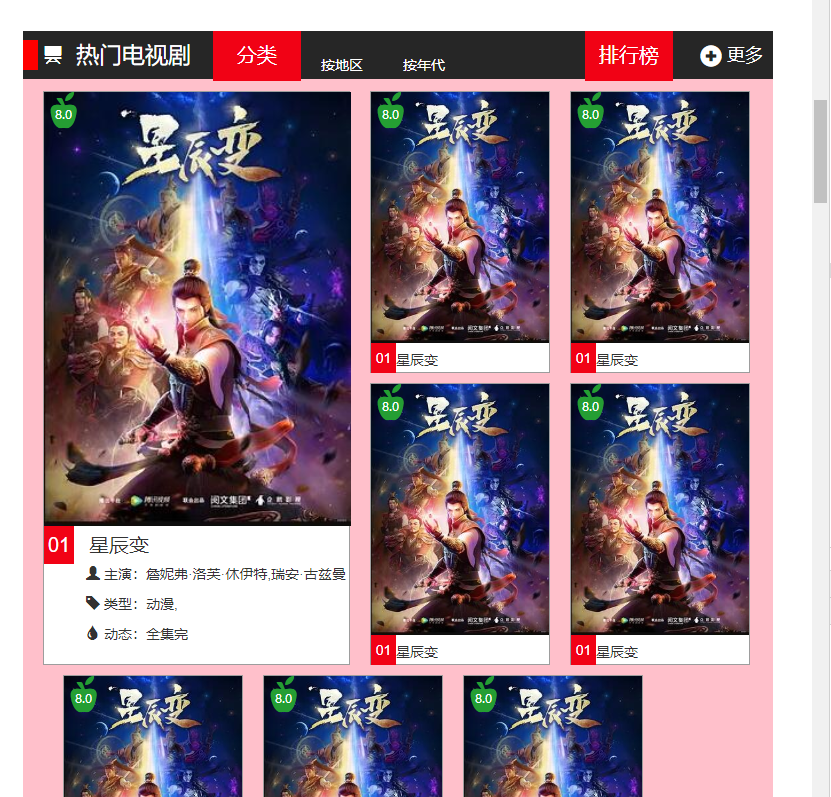 热门电视剧 分类 按地区 按年代 排行榜 更多
8.0 8.0 8.0
星辰变 星辰变 星辰变
腾讯视频 联合出品 阅文集团
01 星辰变
01 星辰变
8.0 8.0
星辰变 星辰变
01 星辰变
主演：詹妮弗·洛芙·休伊特,瑞安·古兹曼
类型：动漫,
动态：全集完
01 星辰变
01 星辰变
8.0 8.0 8.0
星辰变 星辰变 星辰变